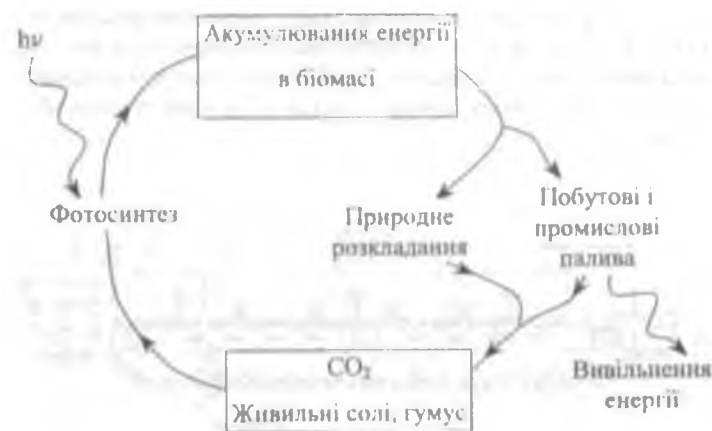 hν
Акумулювання енергії
в біомасі
Фотосинтез
Природне
розкладання
Побутові і
промислові
палива
CO₂
Живильні солі, гумус
Вивільнення
енергії